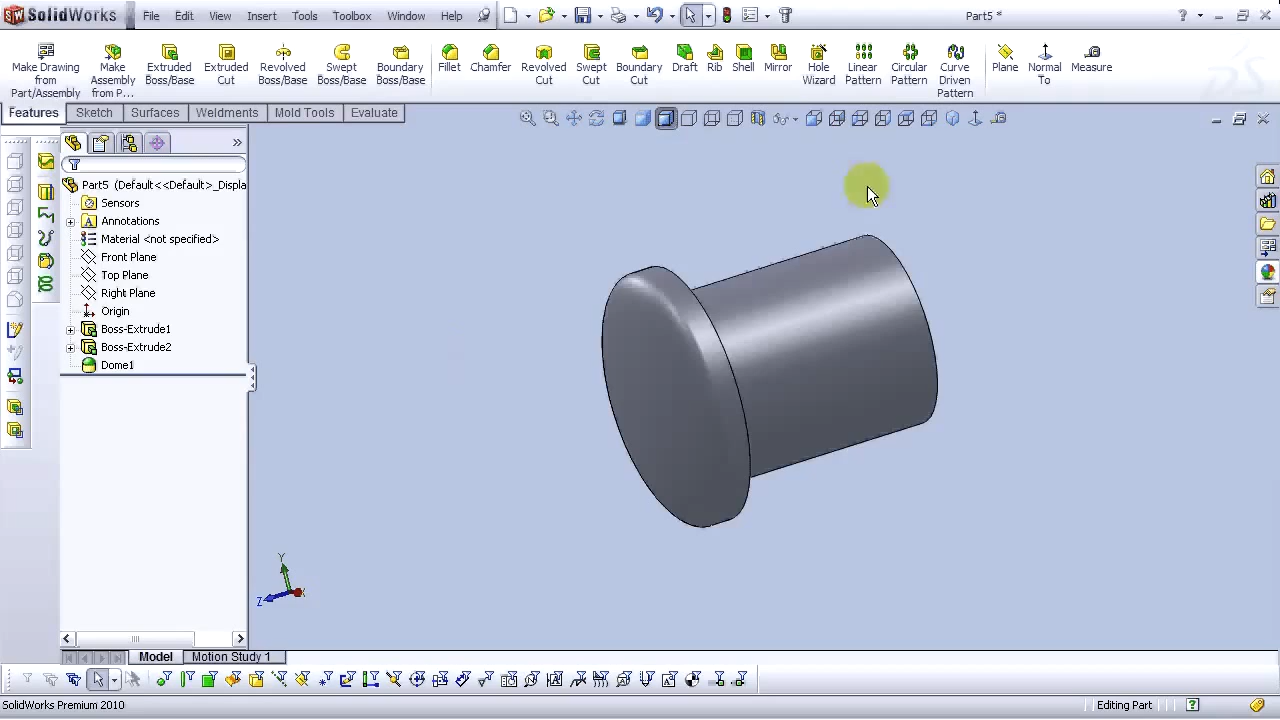 SolidWorks File Edit View Insert Tools Toolbox Window Help Part5 *
Make Drawing from Part/Assembly
Make Assembly from P...
Extruded Boss/Base
Extruded Cut
Revolved Boss/Base
Swept Boss/Base
Boundary Boss/Base
Fillet
Chamfer
Revolved Cut
Swept Cut
Boundary Cut
Draft
Rib
Shell
Mirror
Hole Wizard
Linear Pattern
Circular Pattern
Curve Driven Pattern
Plane
Normal To
Measure
Features Sketch Surfaces Weldments Mold Tools Evaluate
Part5 (Default<<Default>_Displa
Sensors
Annotations
Material <not specified>
Front Plane
Top Plane
Right Plane
Origin
Boss-Extrude1
Boss-Extrude2
Dome1
Y
Z
X
Model Motion Study 1
SolidWorks Premium 2010 Editing Part